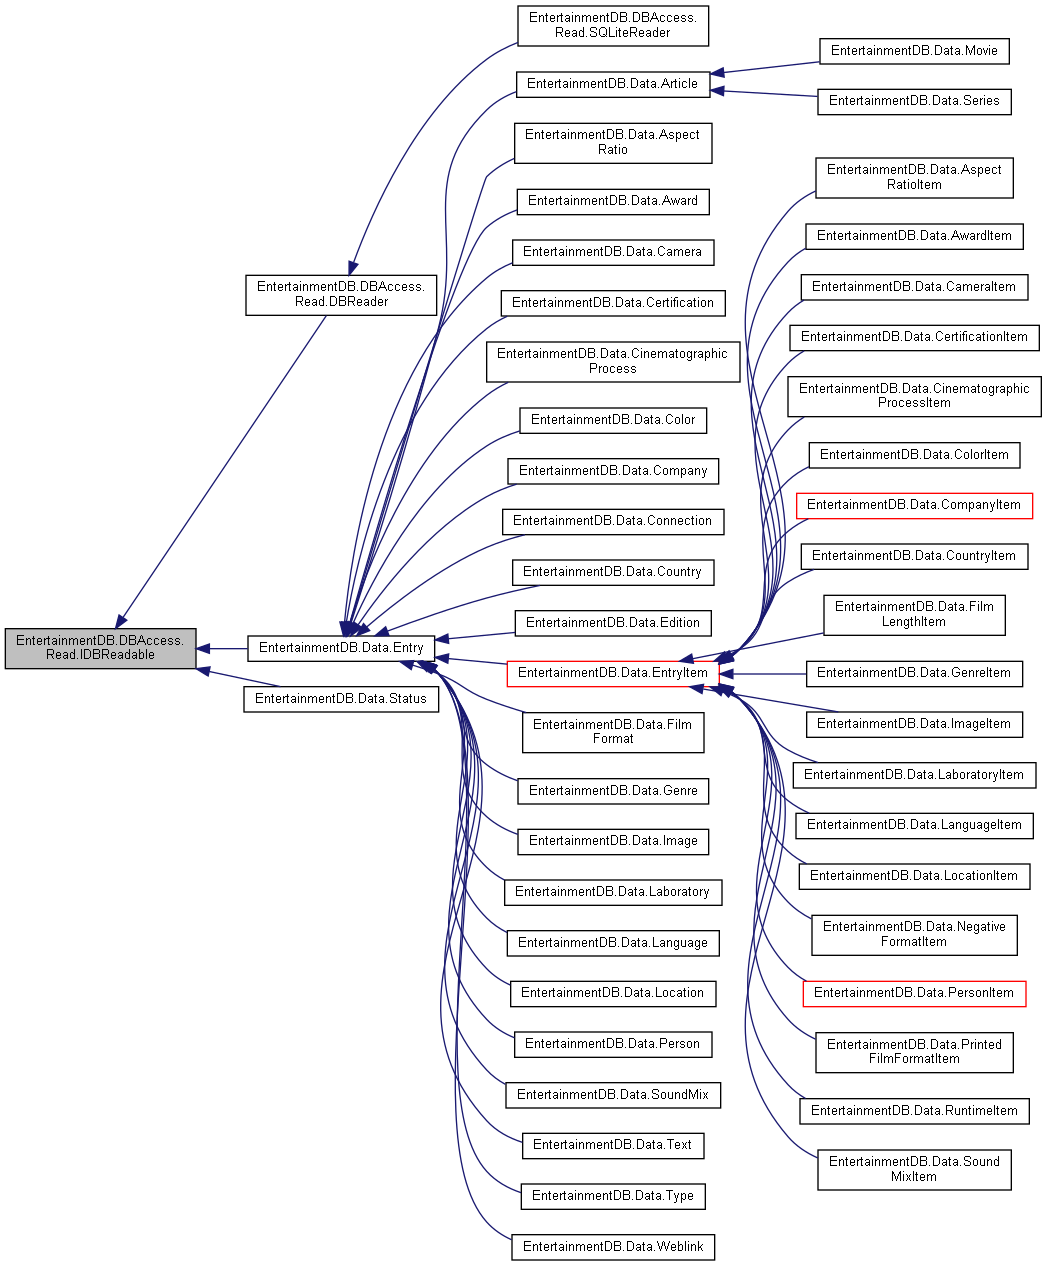 EntertainmentDB.DBAccess.
Read.IDBReadable
EntertainmentDB.DBAccess.
Read.DBReader
EntertainmentDB.Data.Entry
EntertainmentDB.Data.Status
EntertainmentDB.DBAccess.
Read.SQLiteReader
EntertainmentDB.Data.Article
EntertainmentDB.Data.Aspect
Ratio
EntertainmentDB.Data.Award
EntertainmentDB.Data.Camera
EntertainmentDB.Data.Certification
EntertainmentDB.Data.Cinematographic
Process
EntertainmentDB.Data.Color
EntertainmentDB.Data.Company
EntertainmentDB.Data.Connection
EntertainmentDB.Data.Country
EntertainmentDB.Data.Edition
EntertainmentDB.Data.EntryItem
EntertainmentDB.Data.Film
Format
EntertainmentDB.Data.Genre
EntertainmentDB.Data.Image
EntertainmentDB.Data.Laboratory
EntertainmentDB.Data.Language
EntertainmentDB.Data.Location
EntertainmentDB.Data.Person
EntertainmentDB.Data.SoundMix
EntertainmentDB.Data.Text
EntertainmentDB.Data.Type
EntertainmentDB.Data.Weblink
EntertainmentDB.Data.Movie
EntertainmentDB.Data.Series
EntertainmentDB.Data.Aspect
RatioItem
EntertainmentDB.Data.AwardItem
EntertainmentDB.Data.CameraItem
EntertainmentDB.Data.CertificationItem
EntertainmentDB.Data.Cinematographic
ProcessItem
EntertainmentDB.Data.ColorItem
EntertainmentDB.Data.CompanyItem
EntertainmentDB.Data.CountryItem
EntertainmentDB.Data.Film
LengthItem
EntertainmentDB.Data.GenreItem
EntertainmentDB.Data.ImageItem
EntertainmentDB.Data.LaboratoryItem
EntertainmentDB.Data.LanguageItem
EntertainmentDB.Data.LocationItem
EntertainmentDB.Data.Negative
FormatItem
EntertainmentDB.Data.PersonItem
EntertainmentDB.Data.Printed
FilmFormatItem
EntertainmentDB.Data.RuntimeItem
EntertainmentDB.Data.Sound
MixItem